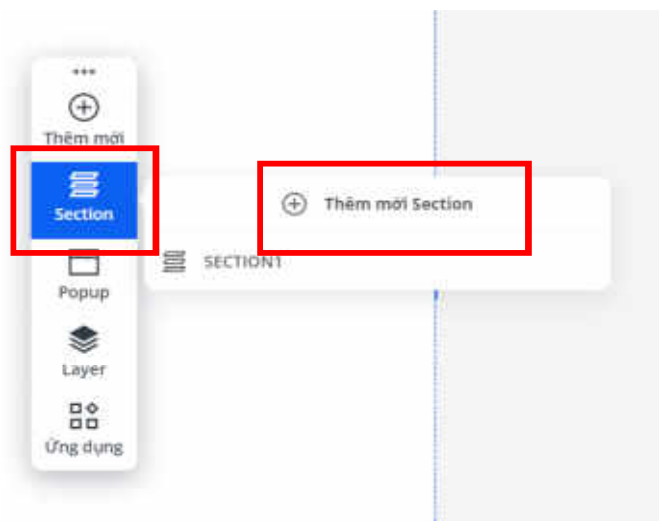 Thêm mới
Section
Thêm mới Section
SECTION1
Popup
Layer
Ứng dụng